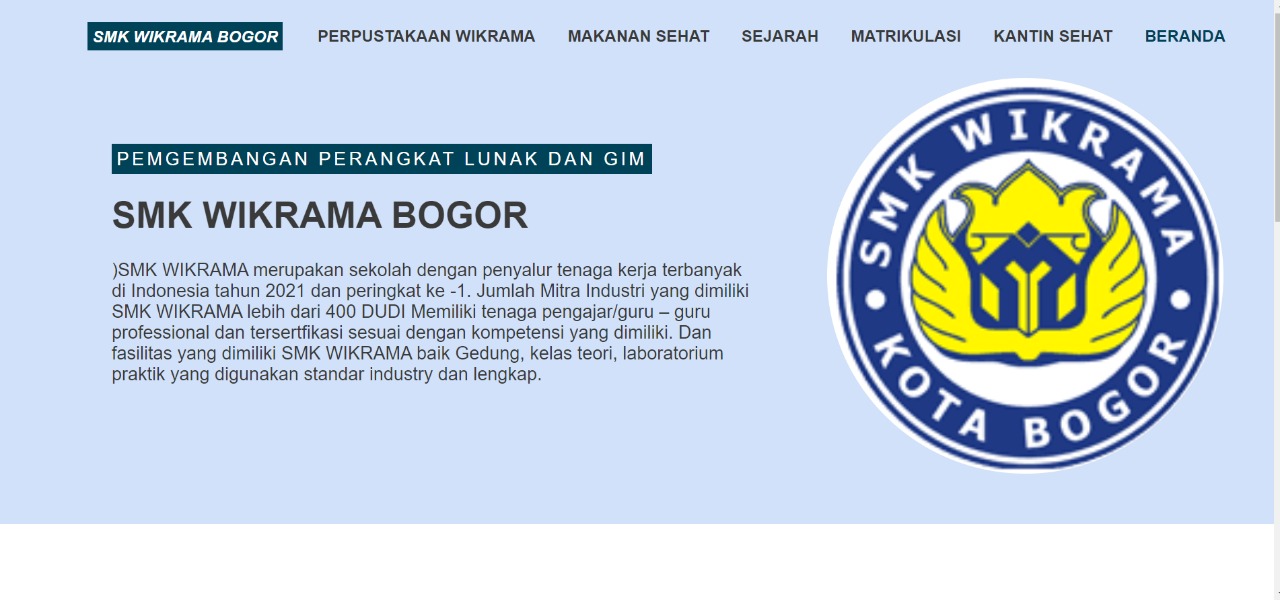 SMK WIKRAMA BOGOR
PERPUSTAKAAN WIKRAMA
MAKANAN SEHAT
SEJARAH
MATRIKULASI
KANTIN SEHAT
BERANDA
PEMGEMBANGAN PERANGKAT LUNAK DAN GIM
SMK WIKRAMA BOGOR
)SMK WIKRAMA merupakan sekolah dengan penyalur tenaga kerja terbanyak
di Indonesia tahun 2021 dan peringkat ke -1. Jumlah Mitra Industri yang dimiliki
SMK WIKRAMA lebih dari 400 DUDI Memiliki tenaga pengajar/guru – guru
professional dan tersertfikasi sesuai dengan kompetensi yang dimiliki. Dan
fasilitas yang dimiliki SMK WIKRAMA baik Gedung, kelas teori, laboratorium
praktik yang digunakan standar industry dan lengkap.
SMK WIKRAMA
KOTA BOGOR